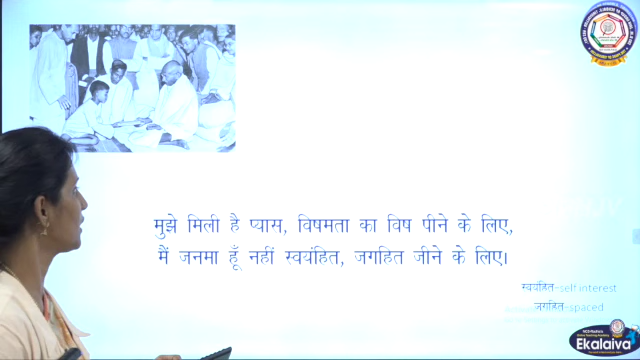 मुझे मिली है प्यास, विषमता का विष पीने के लिए,
मैं जनमा हूँ नहीं स्वयंहित, जगहित जीने के लिए।
स्वयंहित-self interest
जगहित-spaced
Ekalaiva